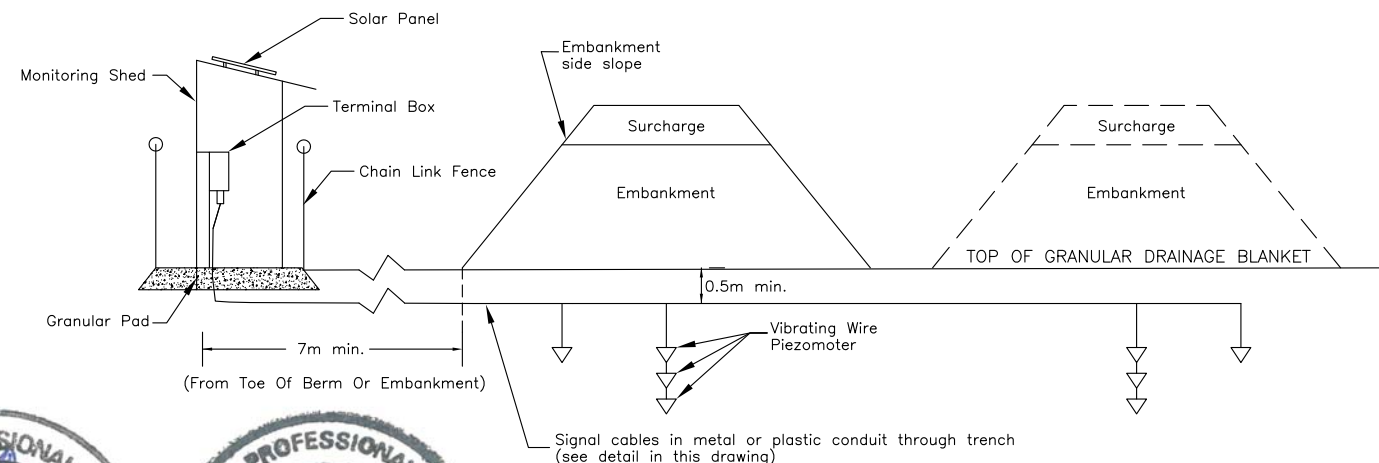 Solar Panel
Monitoring Shed
Terminal Box
Chain Link Fence
Granular Pad
7m min.
(From Toe Of Berm Or Embankment)
Embankment
side slope
Surcharge
Embankment
Surcharge
Embankment
TOP OF GRANULAR DRAINAGE BLANKET
0.5m min.
Vibrating Wire
Piezomoter
Signal cables in metal or plastic conduit through trench
(see detail in this drawing)
PROFESSIONAL